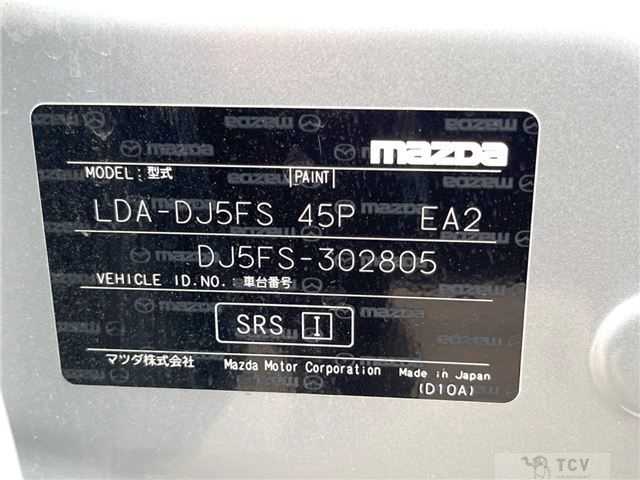 mazda
MODEL : 型式 PAINT
LDA-DJ5FS 45P EA2
DJ5FS-302805
VEHICLE ID.NO. : 車台番号
SRS I
マツダ株式会社 Mazda Motor Corporation Made in Japan
(D10A)
TCV